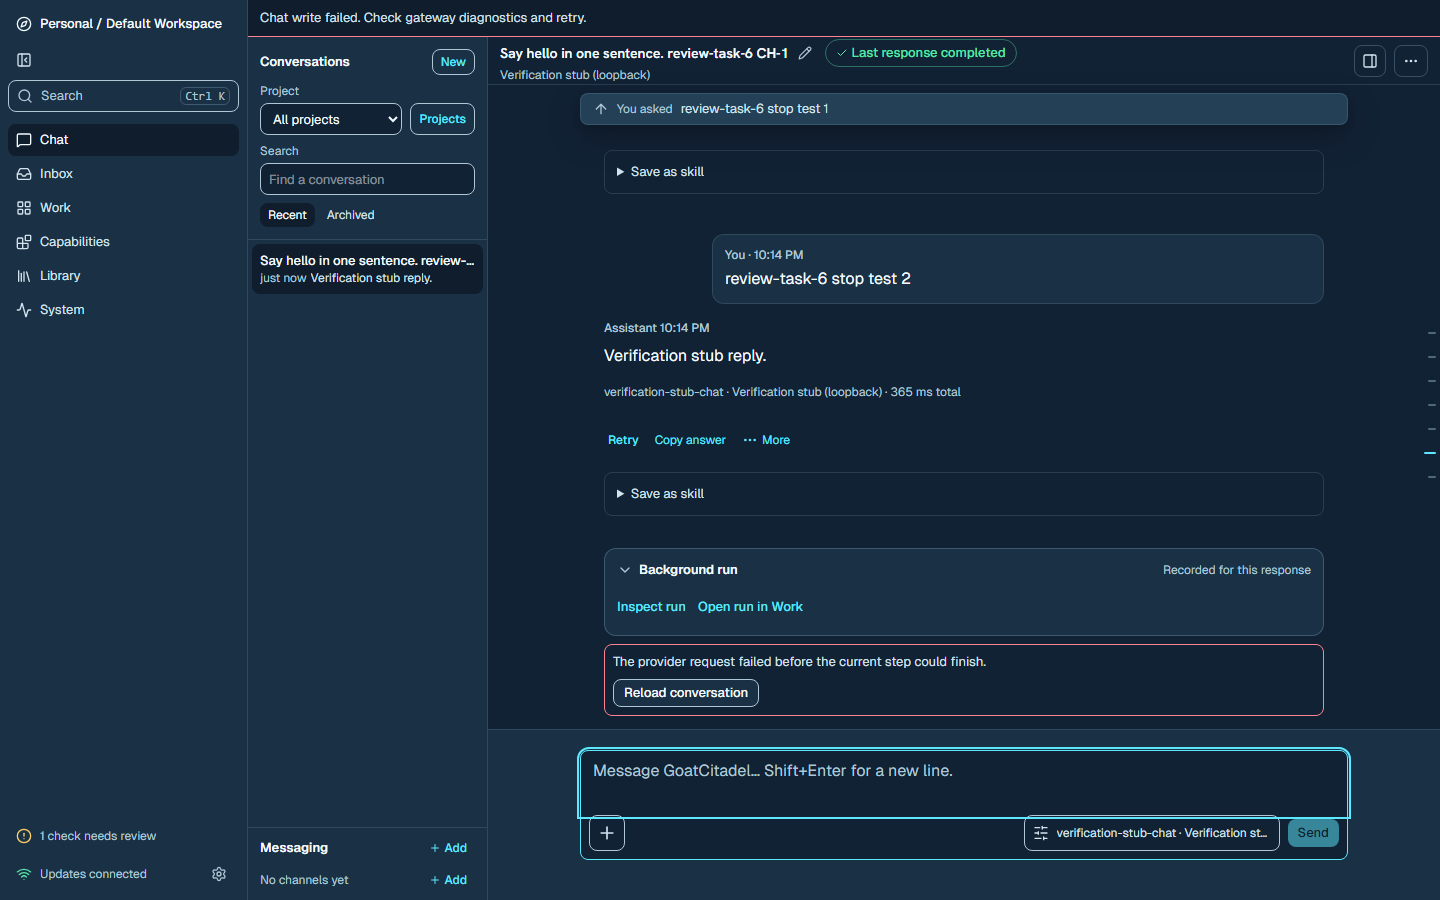 Personal / Default Workspace
Search
Ctrl K
Chat
Inbox
Work
Capabilities
Library
System
1 check needs review
Updates connected
Chat write failed. Check gateway diagnostics and retry.
Conversations
New
Project
All projects
Projects
Search
Find a conversation
Recent
Archived
Say hello in one sentence. review-...
just now Verification stub reply.
Messaging
+ Add
No channels yet
+ Add
Say hello in one sentence. review-task-6 CH-1
Last response completed
Verification stub (loopback)
You asked review-task-6 stop test 1
Save as skill
You · 10:14 PM
review-task-6 stop test 2
Assistant 10:14 PM
Verification stub reply.
verification-stub-chat · Verification stub (loopback) · 365 ms total
Retry
Copy answer
··· More
Save as skill
Background run
Recorded for this response
Inspect run
Open run in Work
The provider request failed before the current step could finish.
Reload conversation
Message GoatCitadel... Shift+Enter for a new line.
verification-stub-chat · Verification st...
Send